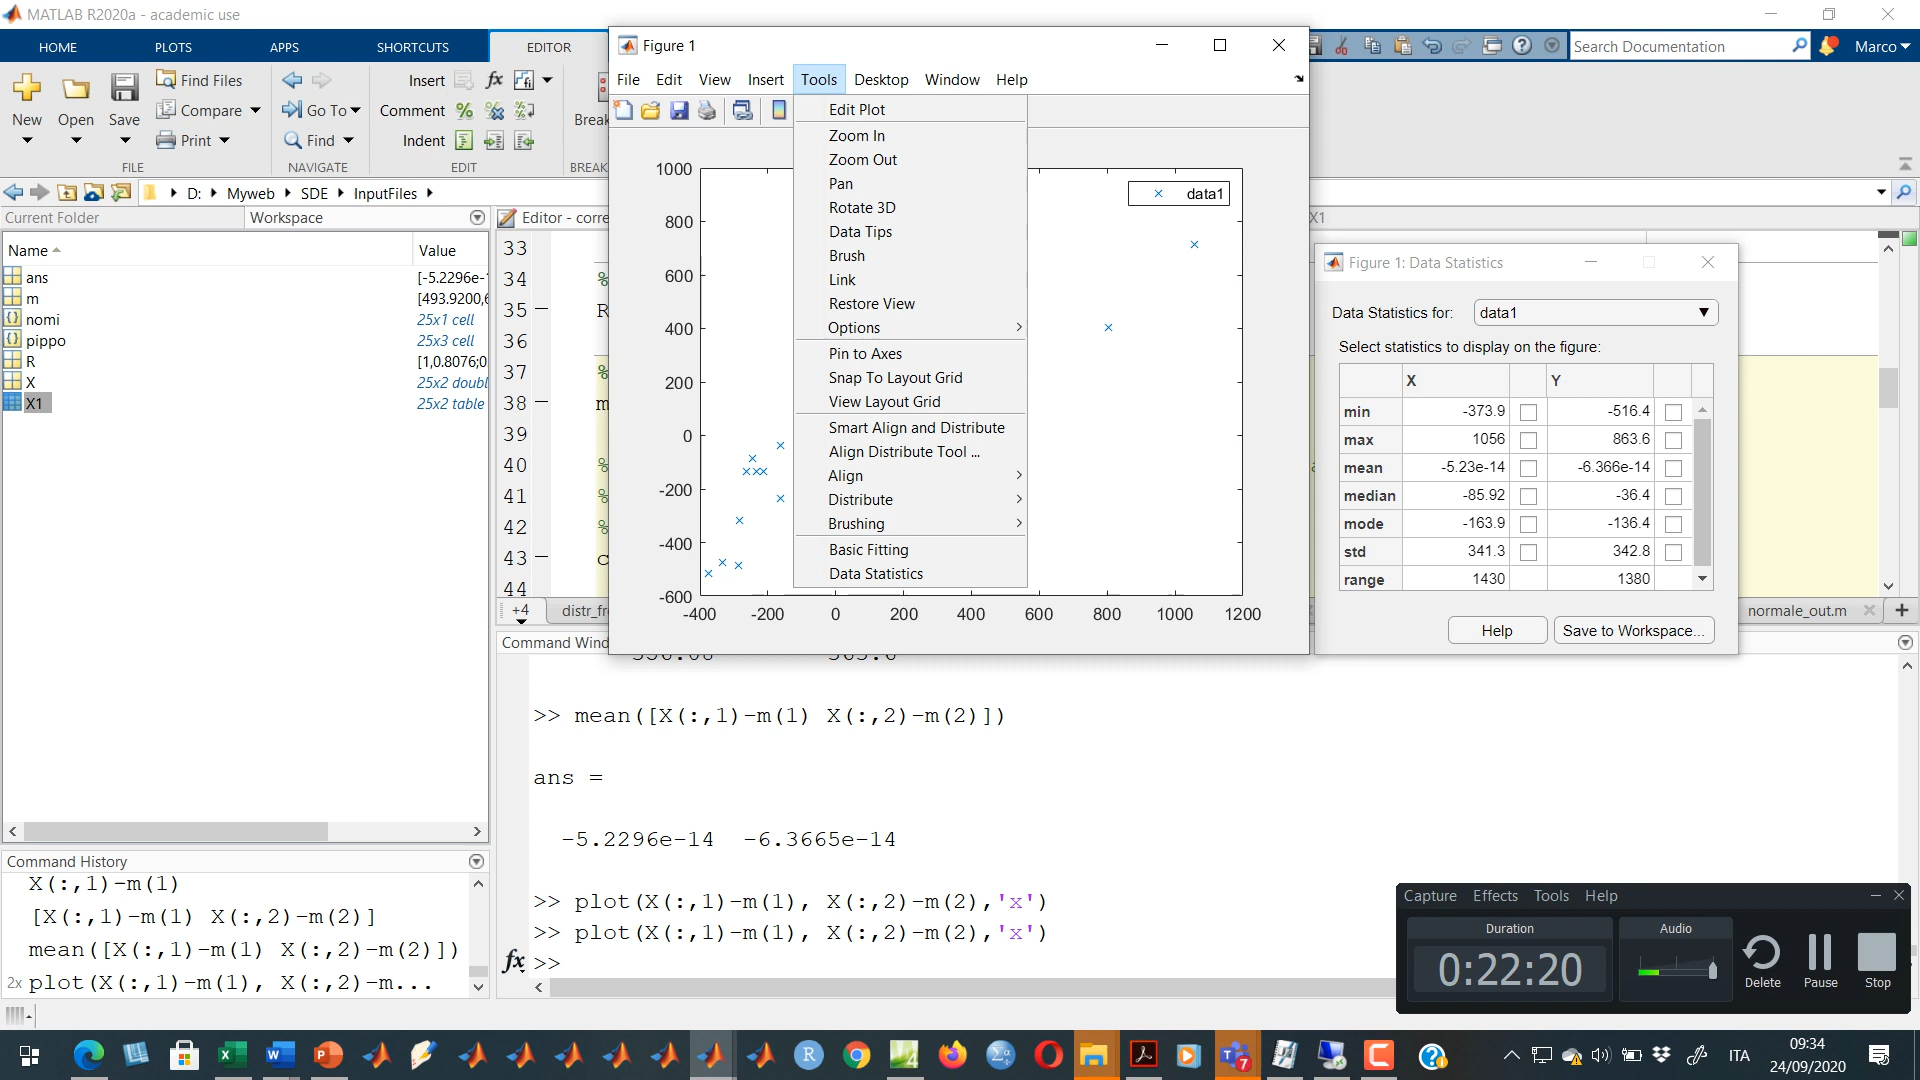 MATLAB R2020a - academic use
HOME PLOTS APPS SHORTCUTS EDITOR
Search Documentation
Marco
New
Open
Save
Find Files
Compare
Print
FILE
Go To
Find
NAVIGATE
Insert
Comment
Indent
EDIT
BREAK
D: Myweb SDE InputFiles
Current Folder
Workspace
Name Value
ans
m [493.9200,
nomi 25x1 cell
pippo 25x3 cell
R [1,0.8076;0
X 25x2 doubl
X1 25x2 table
Command History
X(:,1)-m(1)
[X(:,1)-m(1) X(:,2)-m(2)]
mean([X(:,1)-m(1) X(:,2)-m(2)])
2x plot(X(:,1)-m(1), X(:,2)-m...
Editor - corre
X1
33
34 %
35 R
36
37 %
38 m
39
40 %
41 %
42 %
43 c
44
+4
distr_fr
normale_out.m
Figure 1
File Edit View Insert Tools Desktop Window Help
Edit Plot
Zoom In
Zoom Out
Pan
Rotate 3D
Data Tips
Brush
Link
Restore View
Options
Pin to Axes
Snap To Layout Grid
View Layout Grid
Smart Align and Distribute
Align Distribute Tool ...
Align
Distribute
Brushing
Basic Fitting
Data Statistics
data1
1000
800
600
400
200
0
-200
-400
-600
-400 -200 0 200 400 600 800 1000 1200
Figure 1: Data Statistics
Data Statistics for: data1
Select statistics to display on the figure:
X Y
min -373.9 -516.4
max 1056 863.6
mean -5.23e-14 -6.366e-14
median -85.92 -36.4
mode -163.9 -136.4
std 341.3 342.8
range 1430 1380
Help
Save to Workspace...
Command Wind
>> mean([X(:,1)-m(1) X(:,2)-m(2)])
ans =
-5.2296e-14 -6.3665e-14
>> plot(X(:,1)-m(1), X(:,2)-m(2),'x')
>> plot(X(:,1)-m(1), X(:,2)-m(2),'x')
fx >>
Capture Effects Tools Help
Duration
0:22:20
Audio
Delete
Pause
Stop
ITA
09:34
24/09/2020